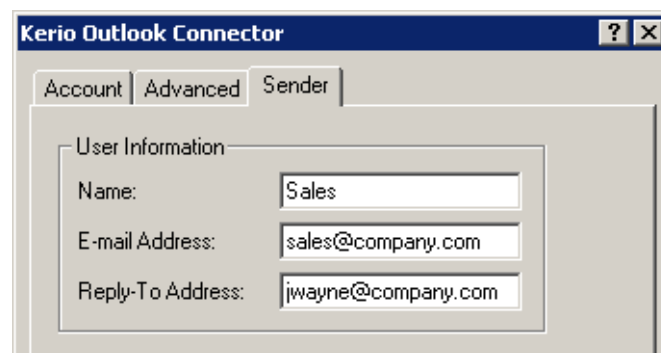 Kerio Outlook Connector ?
Account Advanced Sender
User Information
Name: Sales
E-mail Address: sales@company.com
Reply-To Address: jwayne@company.com